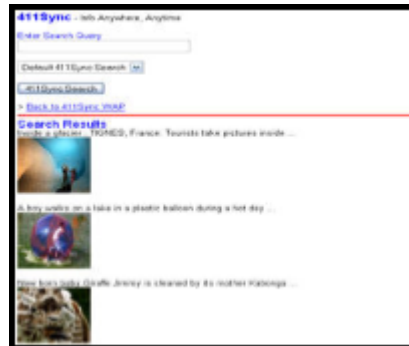 411Sync - Info Anywhere, Anytime
Enter Search Query
Default 411Sync Search
411Sync Search
> Back to 411Sync WAP
Search Results
Inside a glacier , TIGNES, France: Tourists take pictures inside ...
A boy walks on a lake in a plastic balloon during a hot day ...
New born baby Giraffe Jimmy is cleaned by its mother Katonga ...